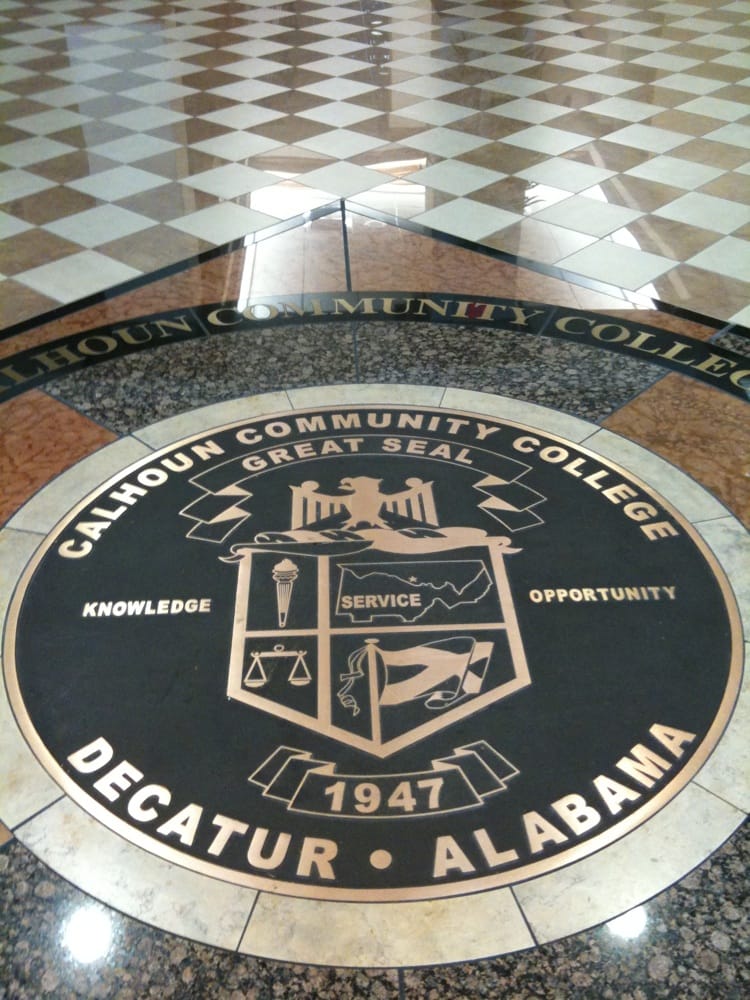 CALHOUN COMMUNITY COLLEGE
CALHOUN COMMUNITY COLLEGE
GREAT SEAL
KNOWLEDGE
SERVICE
OPPORTUNITY
1947
DECATUR • ALABAMA